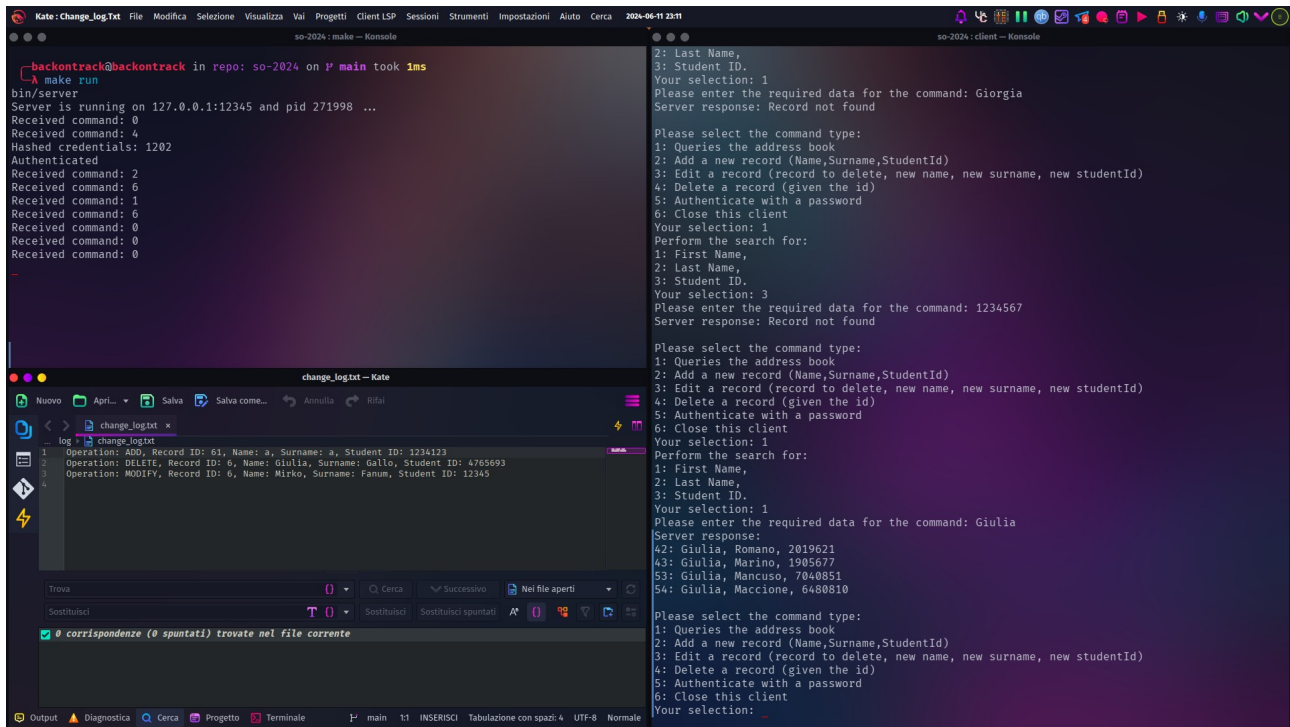 Kate : Change_log.Txt File Modifica Selezione Visualizza Vai Progetti Client LSP Sessioni Strumenti Impostazioni Aiuto Cerca 2024-06-11 23:11
so-2024 : make — Konsole
backontrack@backontrack in repo: so-2024 on main took 1ms
λ make run
bin/server
Server is running on 127.0.0.1:12345 and pid 271998 ...
Received command: 0
Received command: 4
Hashed credentials: 1202
Authenticated
Received command: 2
Received command: 6
Received command: 1
Received command: 6
Received command: 0
Received command: 0
Received command: 0
change_log.txt — Kate
Nuovo Apri... Salva Salva come... Annulla Rifai
change_log.txt ×
... log > change_log.txt
1 Operation: ADD, Record ID: 61, Name: a, Surname: a, Student ID: 1234123
2 Operation: DELETE, Record ID: 6, Name: Giulia, Surname: Gallo, Student ID: 4765693
3 Operation: MODIFY, Record ID: 6, Name: Mirko, Surname: Fanum, Student ID: 12345
4
Trova {} Cerca Successivo Nei file aperti
Sostituisci {} Sostituisci Sostituisci spuntati {}
0 corrispondenze (0 spuntati) trovate nel file corrente
Output Diagnostica Cerca Progetto Terminale main 1:1 INSERISCI Tabulazione con spazi: 4 UTF-8 Normale
so-2024 : client — Konsole
2: Last Name,
3: Student ID.
Your selection: 1
Please enter the required data for the command: Giorgia
Server response: Record not found
Please select the command type:
1: Queries the address book
2: Add a new record (Name,Surname,StudentId)
3: Edit a record (record to delete, new name, new surname, new studentId)
4: Delete a record (given the id)
5: Authenticate with a password
6: Close this client
Your selection: 1
Perform the search for:
1: First Name,
2: Last Name,
3: Student ID.
Your selection: 3
Please enter the required data for the command: 1234567
Server response: Record not found
Please select the command type:
1: Queries the address book
2: Add a new record (Name,Surname,StudentId)
3: Edit a record (record to delete, new name, new surname, new studentId)
4: Delete a record (given the id)
5: Authenticate with a password
6: Close this client
Your selection: 1
Perform the search for:
1: First Name,
2: Last Name,
3: Student ID.
Your selection: 1
Please enter the required data for the command: Giulia
Server response:
42: Giulia, Romano, 2019621
43: Giulia, Marino, 1905677
53: Giulia, Mancuso, 7040851
54: Giulia, Maccione, 6480810
Please select the command type:
1: Queries the address book
2: Add a new record (Name,Surname,StudentId)
3: Edit a record (record to delete, new name, new surname, new studentId)
4: Delete a record (given the id)
5: Authenticate with a password
6: Close this client
Your selection: _